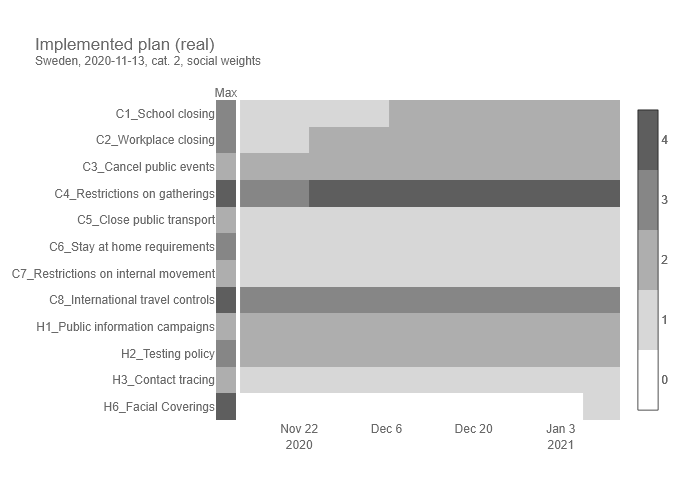 Implemented plan (real)
Sweden, 2020-11-13, cat. 2, social weights
Max
C1_School closing
C2_Workplace closing
C3_Cancel public events
C4_Restrictions on gatherings
C5_Close public transport
C6_Stay at home requirements
C7_Restrictions on internal movement
C8_International travel controls
H1_Public information campaigns
H2_Testing policy
H3_Contact tracing
H6_Facial Coverings
Nov 22 Dec 6 Dec 20 Jan 3
2020 2021
4
3
2
1
0